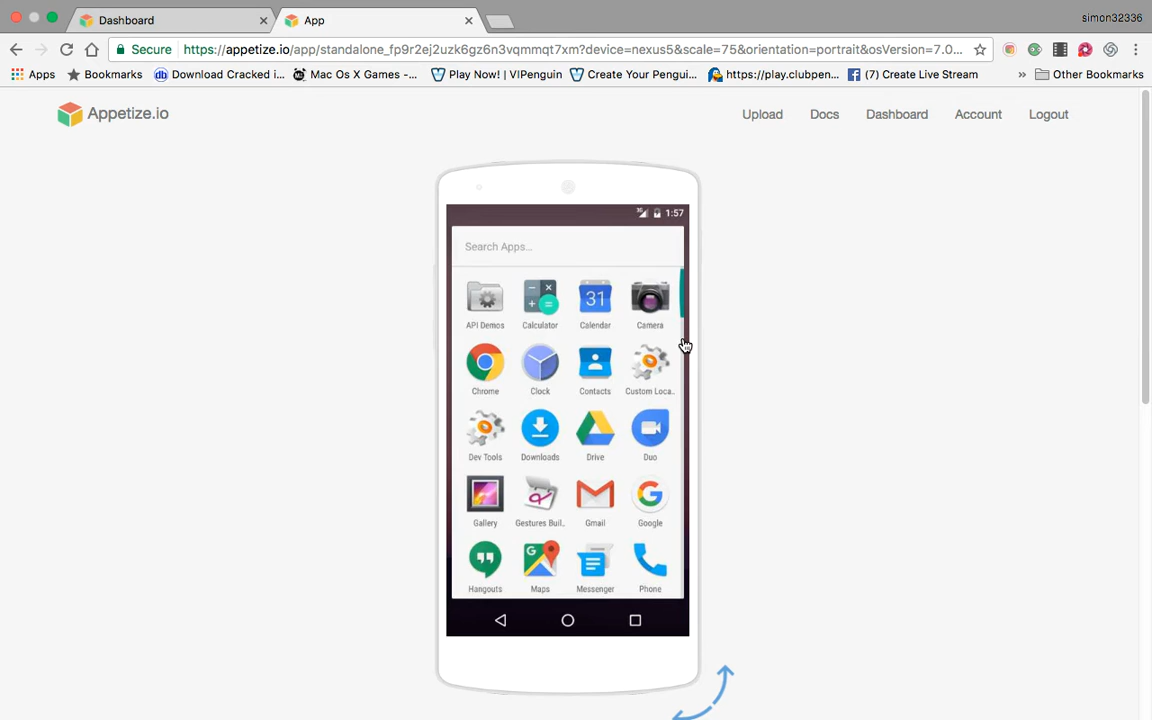 Dashboard
App
simon32336
Secure
https://appetize.io/app/standalone_fp9r2ej2uzk6gz6n3vqmmqt7xm?device=nexus5&scale=75&orientation=portrait&osVersion=7.0...
Apps
Bookmarks
Download Cracked i...
Mac Os X Games -...
Play Now! | VIPenguin
Create Your Pengui...
https://play.clubpen...
(7) Create Live Stream
»
Other Bookmarks
Appetize.io
Upload
Docs
Dashboard
Account
Logout
3G
1:57
Search Apps...
31
API Demos
Calculator
Calendar
Camera
Chrome
Clock
Contacts
Custom Loca..
Dev Tools
Downloads
Drive
Duo
Gallery
Gestures Buil..
Gmail
Google
Hangouts
Maps
Messenger
Phone